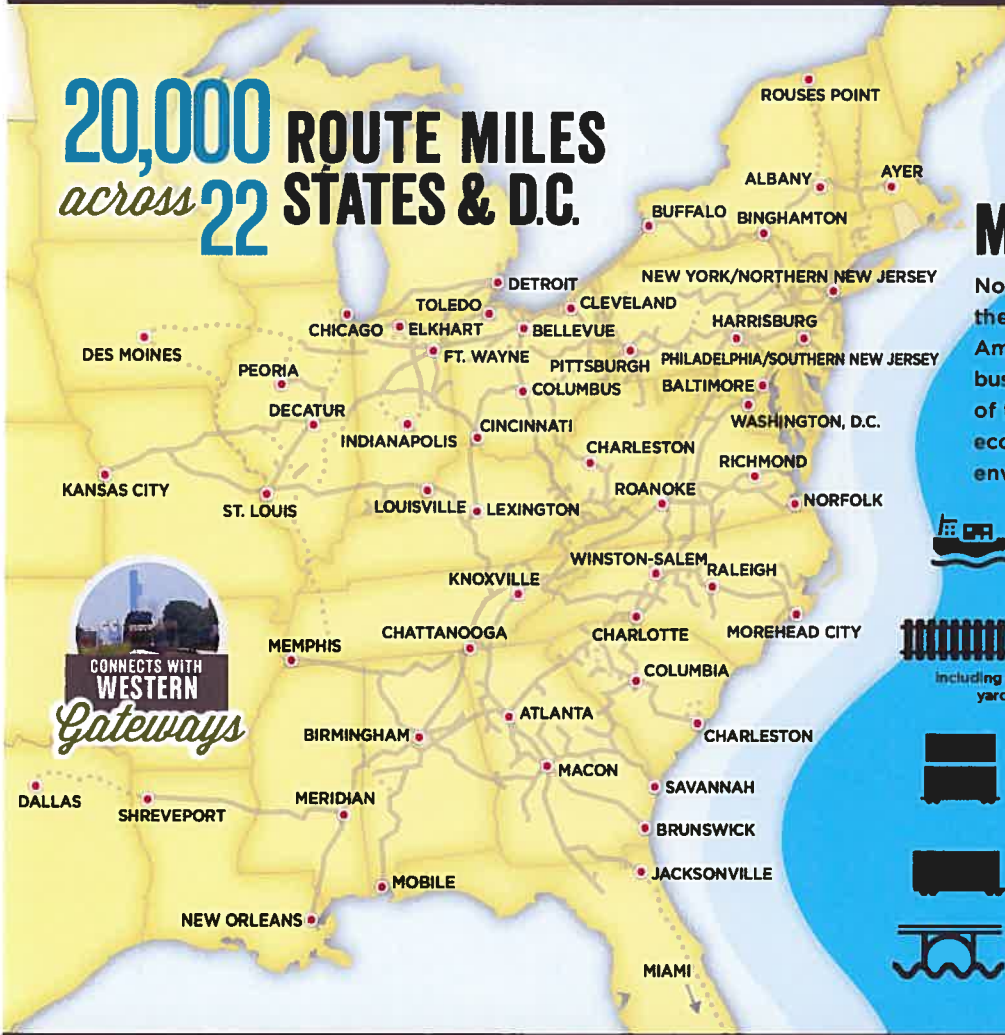 20,000 ROUTE MILES
across 22 STATES & D.C.
ROUSES POINT
ALBANY
AYER
BUFFALO
BINGHAMTON
NEW YORK/NORTHERN NEW JERSEY
DETROIT
TOLEDO
CLEVELAND
CHICAGO
ELKHART
BELLEVUE
HARRISBURG
DES MOINES
FT. WAYNE
PITTSBURGH
PHILADELPHIA/SOUTHERN NEW JERSEY
PEORIA
COLUMBUS
BALTIMORE
DECATUR
INDIANAPOLIS
CINCINNATI
WASHINGTON, D.C.
CHARLESTON
RICHMOND
KANSAS CITY
ST. LOUIS
LOUISVILLE
LEXINGTON
ROANOKE
NORFOLK
WINSTON-SALEM
RALEIGH
KNOXVILLE
CHATTANOOGA
CHARLOTTE
MOREHEAD CITY
MEMPHIS
COLUMBIA
CONNECTS WITH
WESTERN
Gateways
ATLANTA
BIRMINGHAM
CHARLESTON
MACON
DALLAS
SHREVEPORT
MERIDIAN
SAVANNAH
BRUNSWICK
JACKSONVILLE
MOBILE
NEW ORLEANS
MIAMI
M
No
the
Am
bus
of
eco
env
including
yard